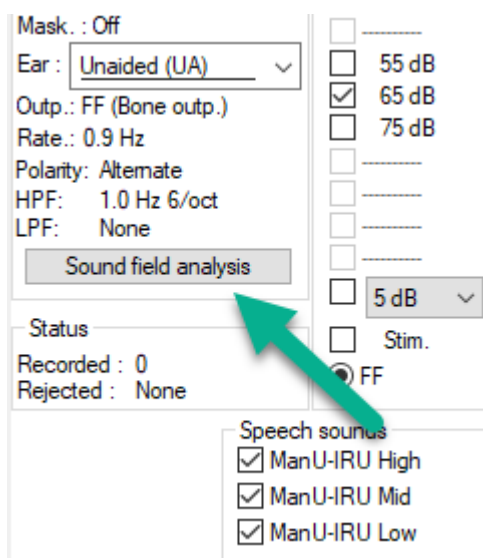 Mask. : Off
Ear : Unaided (UA)
Outp.: FF (Bone outp.)
Rate.: 0.9 Hz
Polarity: Alternate
HPF: 1.0 Hz 6/oct
LPF: None
Sound field analysis
Status
Recorded : 0
Rejected : None
----------
55 dB
65 dB
75 dB
----------
----------
----------
----------
5 dB
Stim.
FF
Speech sounds
ManU-IRU High
ManU-IRU Mid
ManU-IRU Low